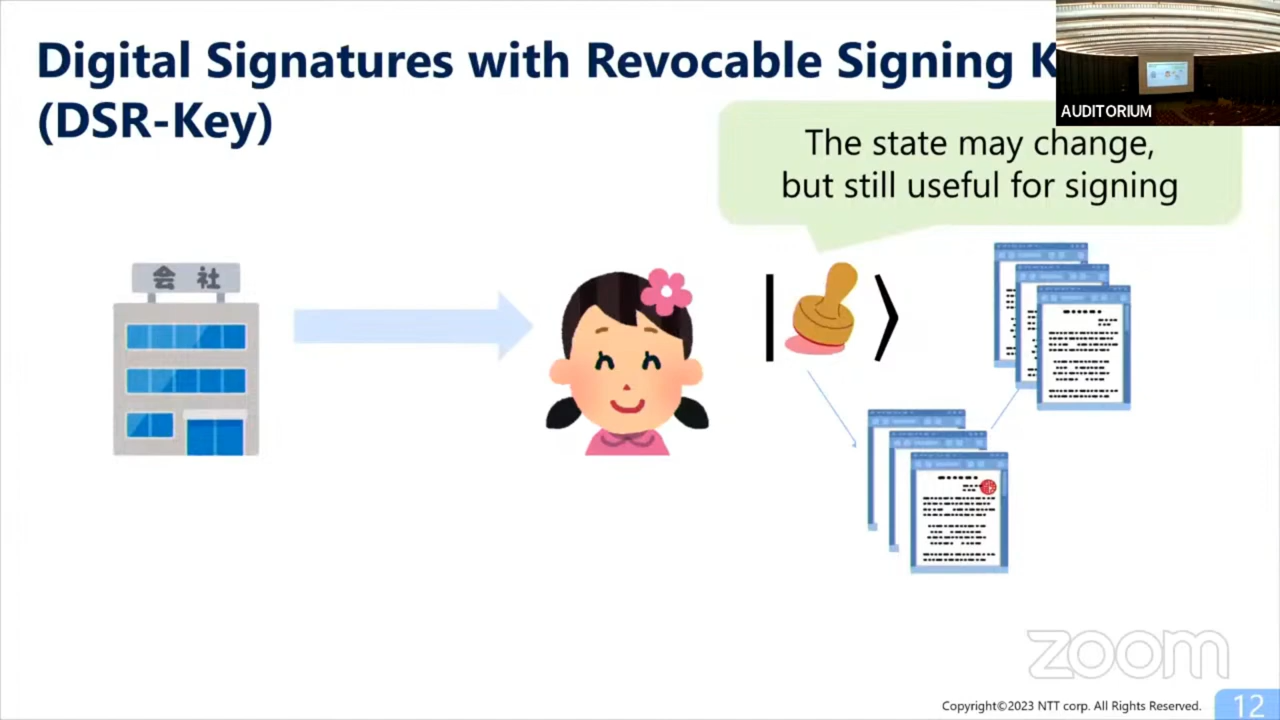 Digital Signatures with Revocable Signing K
(DSR-Key)
AUDITORIUM
The state may change,
but still useful for signing
会 社
zoom
Copyright©2023 NTT corp. All Rights Reserved.
12